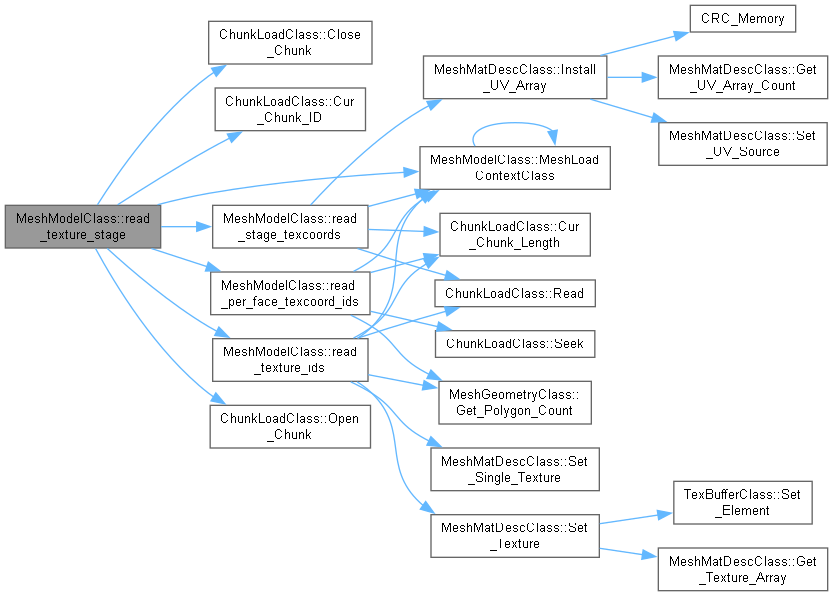 ChunkLoadClass::Close
_Chunk
ChunkLoadClass::Cur
_Chunk_ID
MeshModelClass::read
_texture_stage
MeshModelClass::read
_stage_texcoords
MeshModelClass::read
_per_face_texcoord_ids
MeshModelClass::read
_texture_ids
ChunkLoadClass::Open
_Chunk
MeshMatDescClass::Install
_UV_Array
MeshModelClass::MeshLoad
ContextClass
ChunkLoadClass::Cur
_Chunk_Length
ChunkLoadClass::Read
ChunkLoadClass::Seek
MeshGeometryClass::
Get_Polygon_Count
MeshMatDescClass::Set
_Single_Texture
MeshMatDescClass::Set
_Texture
CRC_Memory
MeshMatDescClass::Get
_UV_Array_Count
MeshMatDescClass::Set
_UV_Source
TexBufferClass::Set
_Element
MeshMatDescClass::Get
_Texture_Array